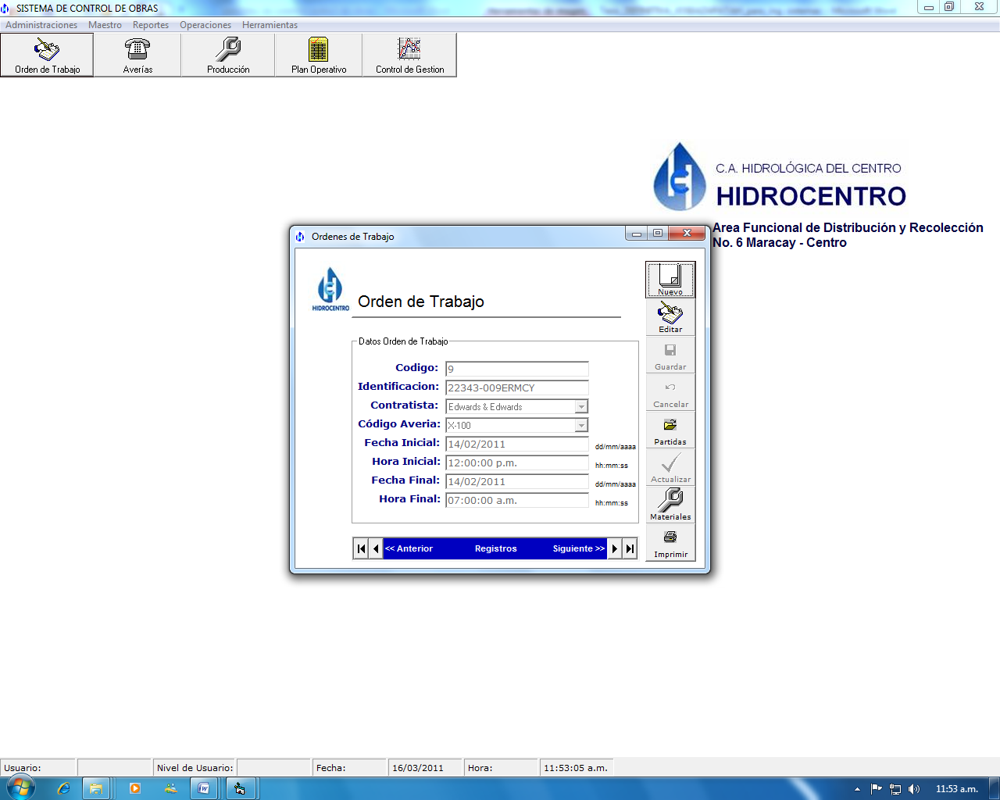 SISTEMA DE CONTROL DE OBRAS
Administraciones Maestro Reportes Operaciones Herramientas
Orden de Trabajo Averías Producción Plan Operativo Control de Gestion
C.A. HIDROLÓGICA DEL CENTRO
HIDROCENTRO
Area Funcional de Distribución y Recolección
No. 6 Maracay - Centro
Ordenes de Trabajo
HIDROCENTRO
Orden de Trabajo
Datos Orden de Trabajo
Codigo: 9
Identificacion: 22343-009ERMCY
Contratista: Edwards & Edwards
Código Averia: X-100
Fecha Inicial: 14/02/2011 dd/mm/aaaa
Hora Inicial: 12:00:00 p.m. hh:mm:ss
Fecha Final: 14/02/2011 dd/mm/aaaa
Hora Final: 07:00:00 a.m. hh:mm:ss
<< Anterior Registros Siguiente >>
Nuevo
Editar
Guardar
Cancelar
Partidas
Actualizar
Materiales
Imprimir
Usuario: Nivel de Usuario: Fecha: 16/03/2011 Hora: 11:53:05 a.m.
11:53 a.m.